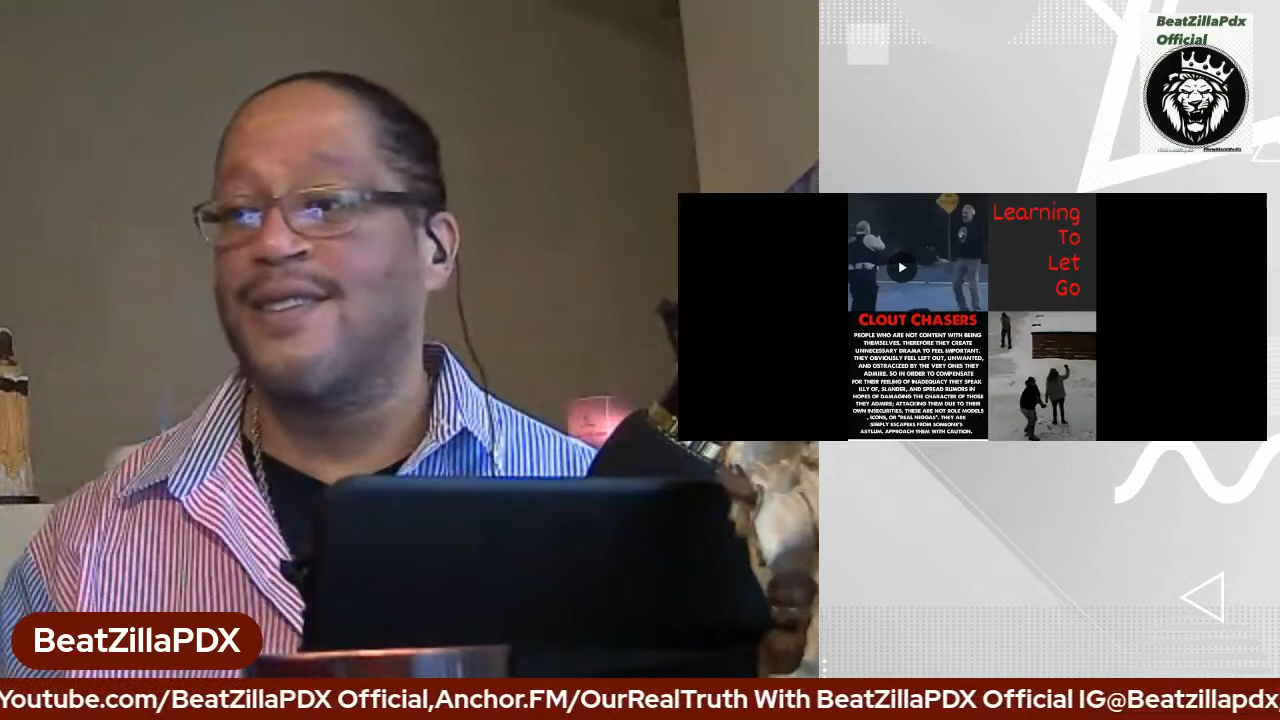 BeatZillaPdx
Official
Learning
To
Let
Go
CLOUT CHASERS
PEOPLE WHO ARE NOT CONTENT WITH BEING
THEMSELVES. THEREFORE THEY CREATE
UNNECESSARY DRAMA TO FEEL IMPORTANT.
THEY OBVIOUSLY FEEL LEFT OUT, UNWANTED,
AND OSTRACIZED BY THE VERY ONES THEY
ADMIRE. SO IN ORDER TO COMPENSATE
FOR THEIR FEELING OF INADEQUACY THEY SPEAK
ILLY OF, SLANDER, AND SPREAD RUMORS IN
HOPES OF DAMAGING THE CHARACTER OF THOSE
THEY ADMIRE; ATTACKING THEM DUE TO THEIR
OWN INSECURITIES. THESE ARE NOT ROLE MODELS
, ICONS, OR "REAL NEGGAS". THEY ARE
SIMPLY ESCAPEES FROM SOMEONE'S
ASYLUM. APPROACH THEM WITH CAUTION.
BeatZillaPDX
Youtube.com/BeatZillaPDX Official,Anchor.FM/OurRealTruth With BeatZillaPDX Official IG@Beatzillapdx